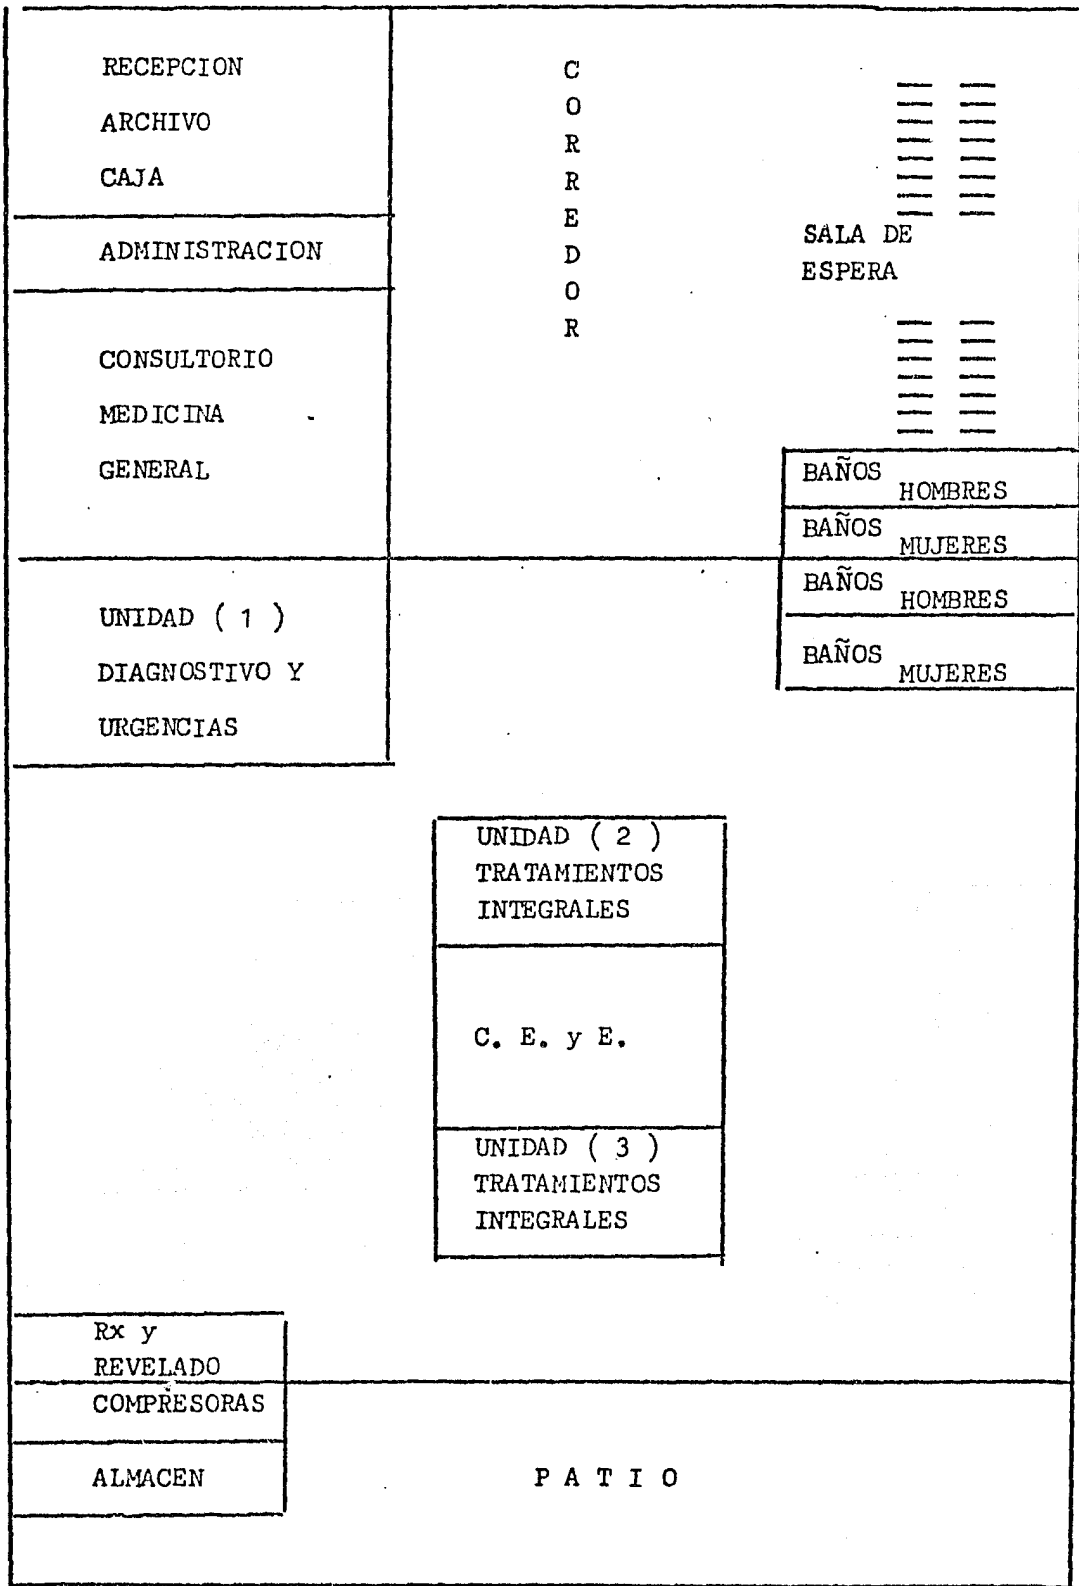 RECEPCION
ARCHIVO
CAJA
ADMINISTRACION
CONSULTORIO
MEDICINA
GENERAL
C
O
R
R
E
D
O
R
SALA DE
ESPERA
BAÑOS
HOMBRES
BAÑOS
MUJERES
BAÑOS
HOMBRES
BAÑOS
MUJERES
UNIDAD ( 1 )
DIAGNOSTIVO Y
URGENCIAS
UNIDAD ( 2 )
TRATAMIENTOS
INTEGRALES
C. E. y E.
UNIDAD ( 3 )
TRATAMIENTOS
INTEGRALES
Rx y
REVELADO
COMPRESORAS
ALMACEN
P A T I O